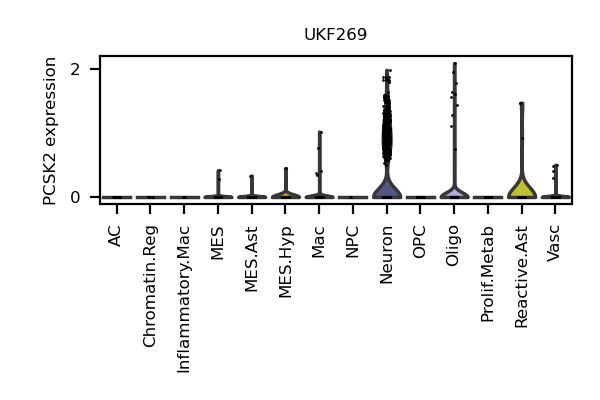 UKF269
PCSK2 expression
2
0
AC
Chromatin.Reg
Inflammatory.Mac
MES
MES.Ast
MES.Hyp
Mac
NPC
Neuron
OPC
Oligo
Prolif.Metab
Reactive.Ast
Vasc